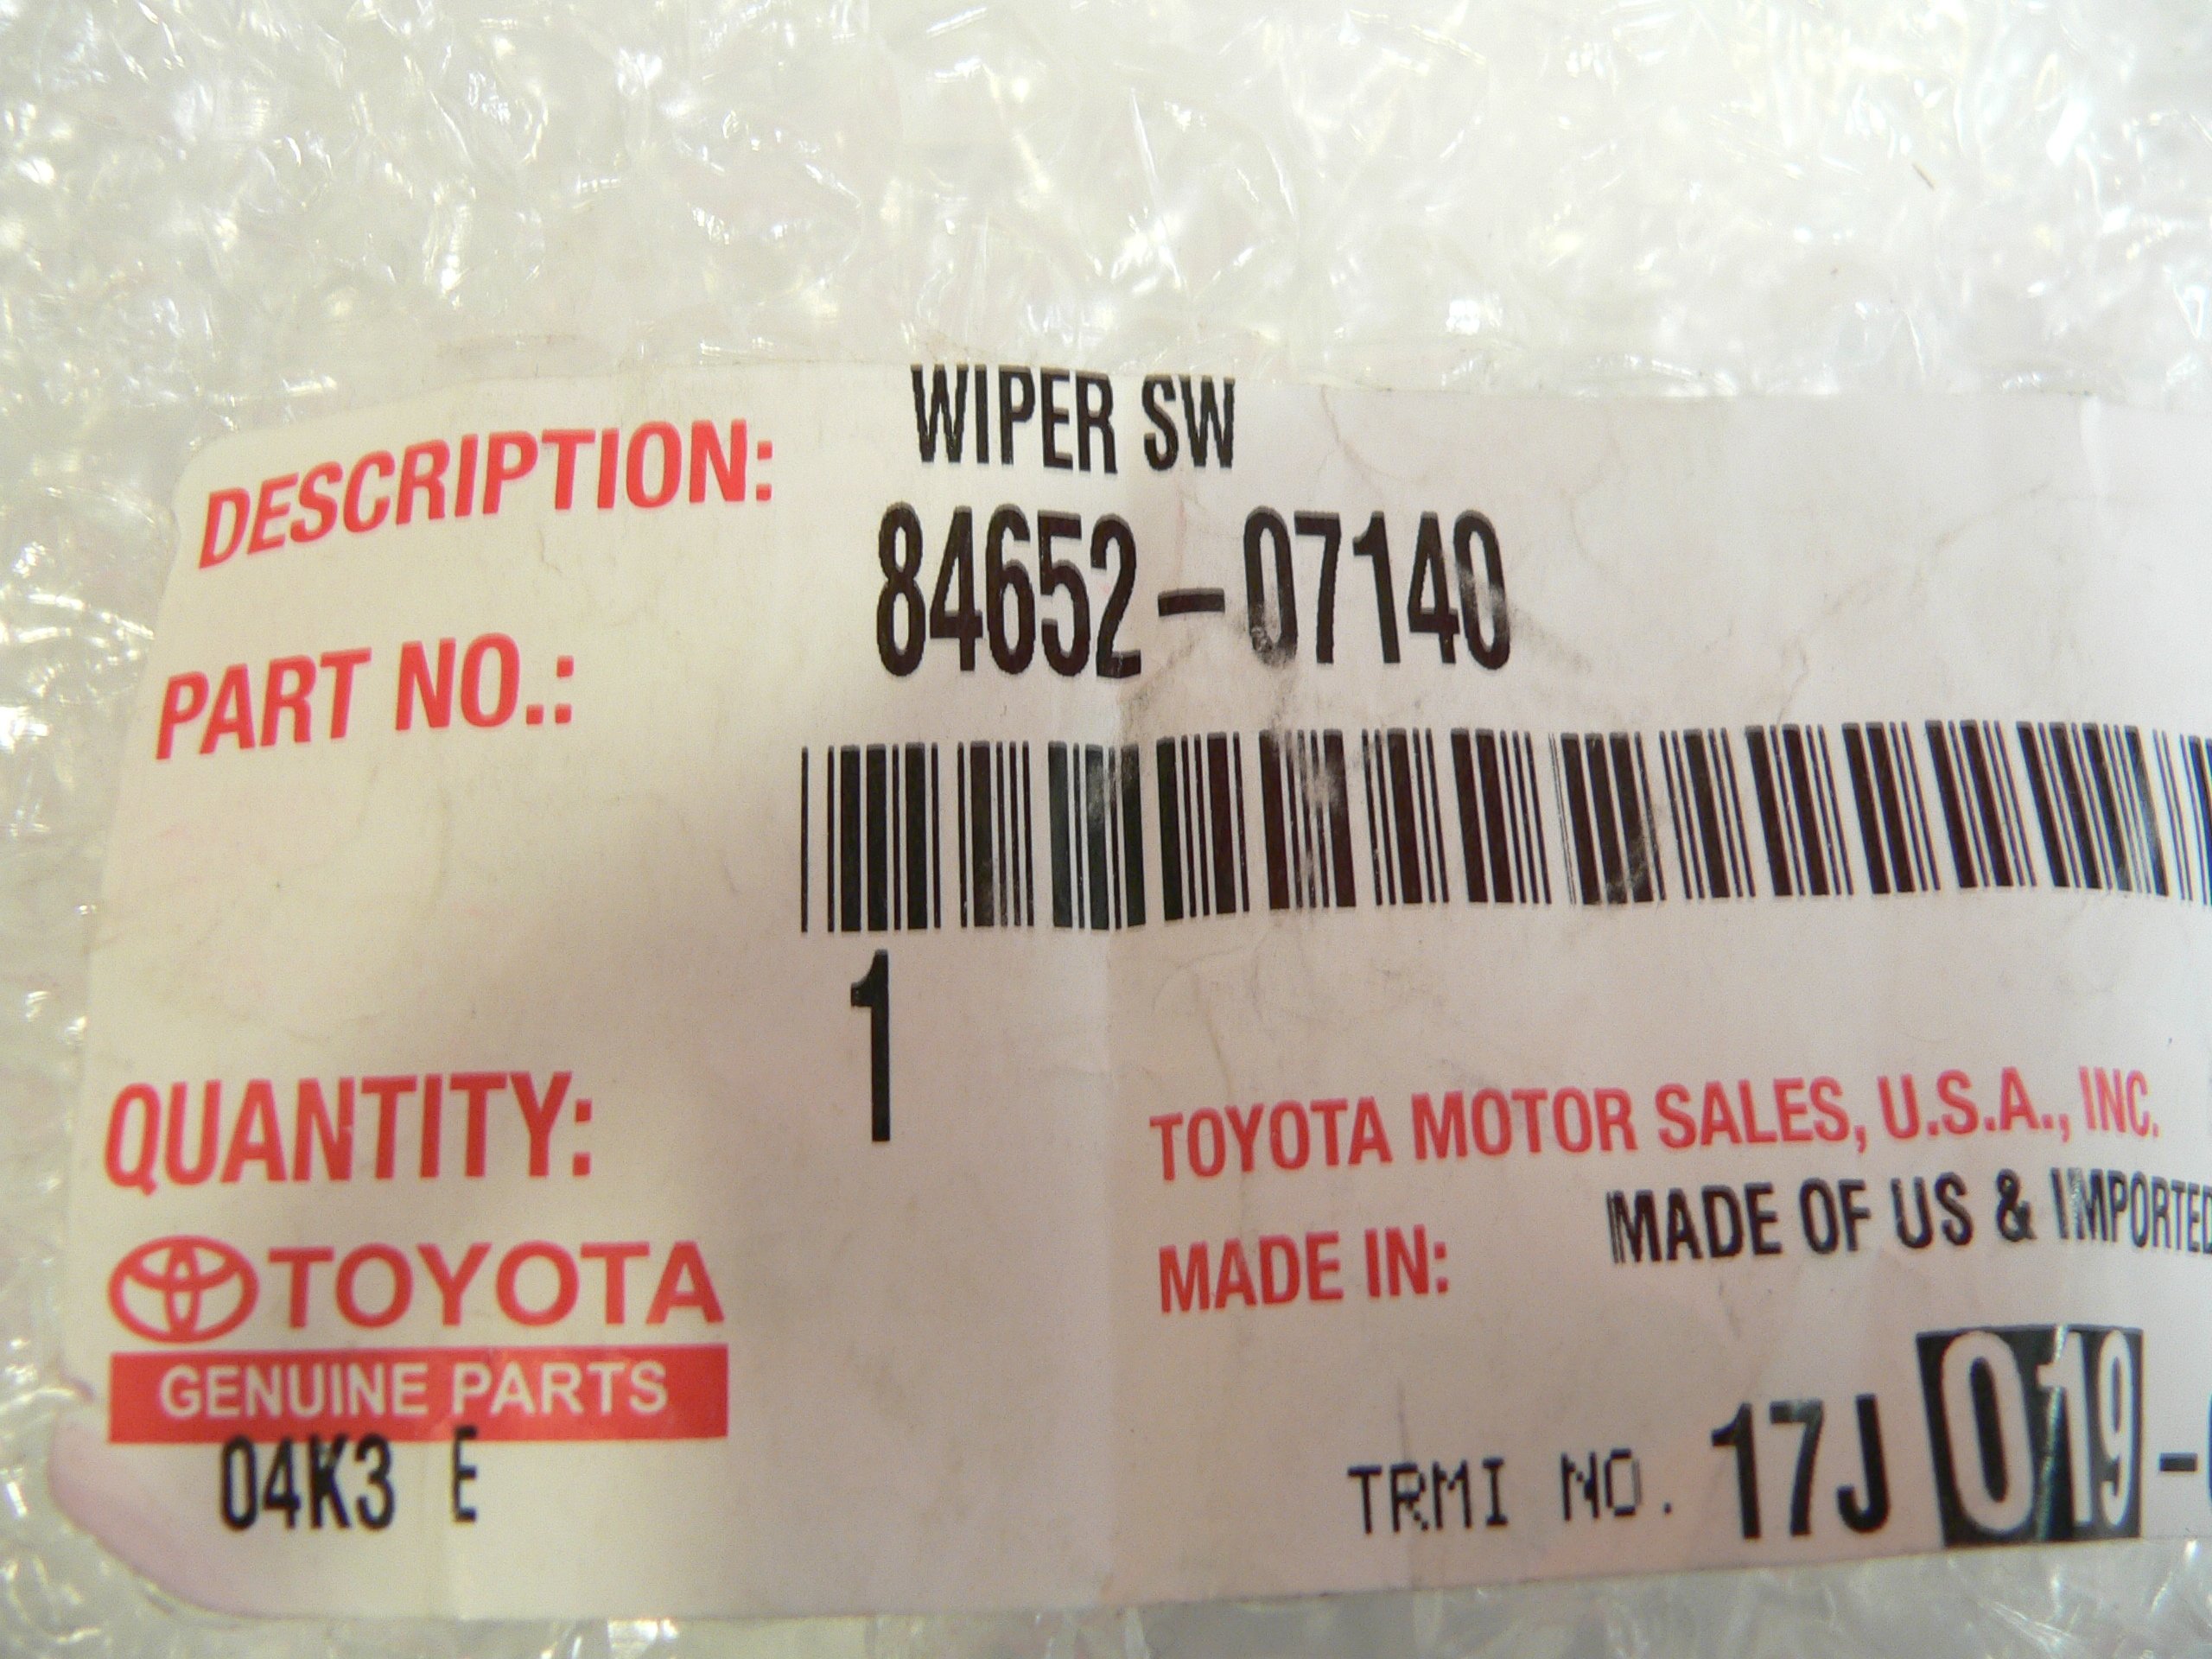 DESCRIPTION: WIPER SW
PART NO.: 84652-07140
QUANTITY: 1
TOYOTA MOTOR SALES, U.S.A., INC.
MADE IN: MADE OF US & IMPORTED
TOYOTA
GENUINE PARTS
04K3 E
TRMI NO. 17J 019-